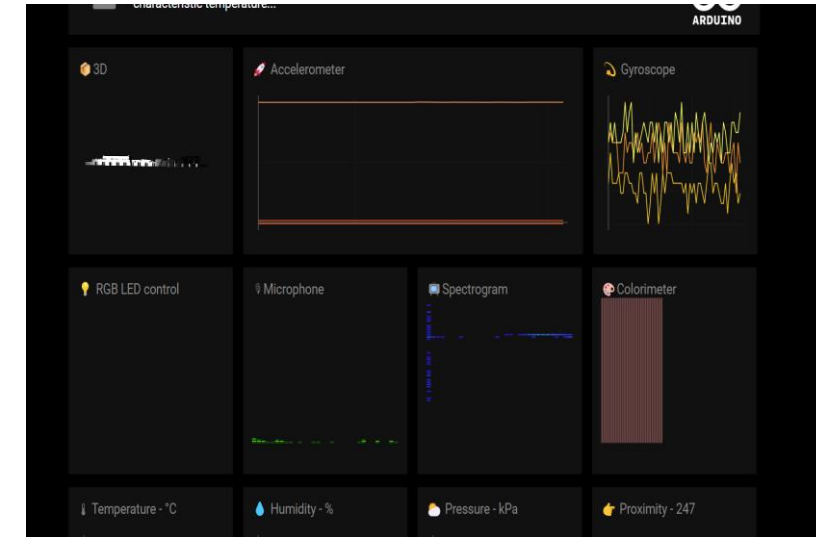 characteristic temperature...
ARDUINO
3D
Accelerometer
Gyroscope
RGB LED control
Microphone
Spectrogram
Colorimeter
Temperature - °C
Humidity - %
Pressure - kPa
Proximity - 247